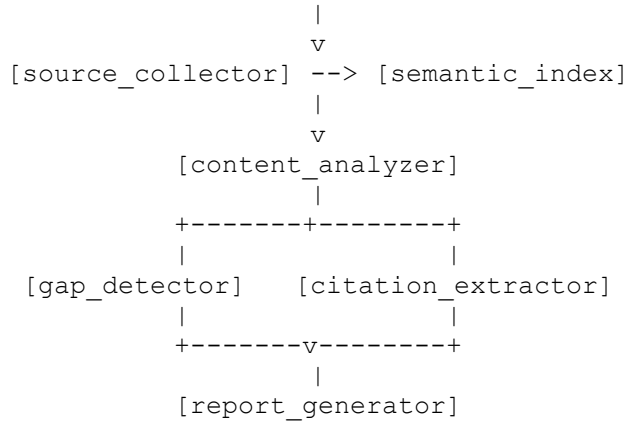 |
v
[source_collector] --> [semantic_index]
|
v
[content_analyzer]
|
+-------+--------+
| |
[gap_detector] [citation_extractor]
| |
+-------v--------+
|
[report_generator]